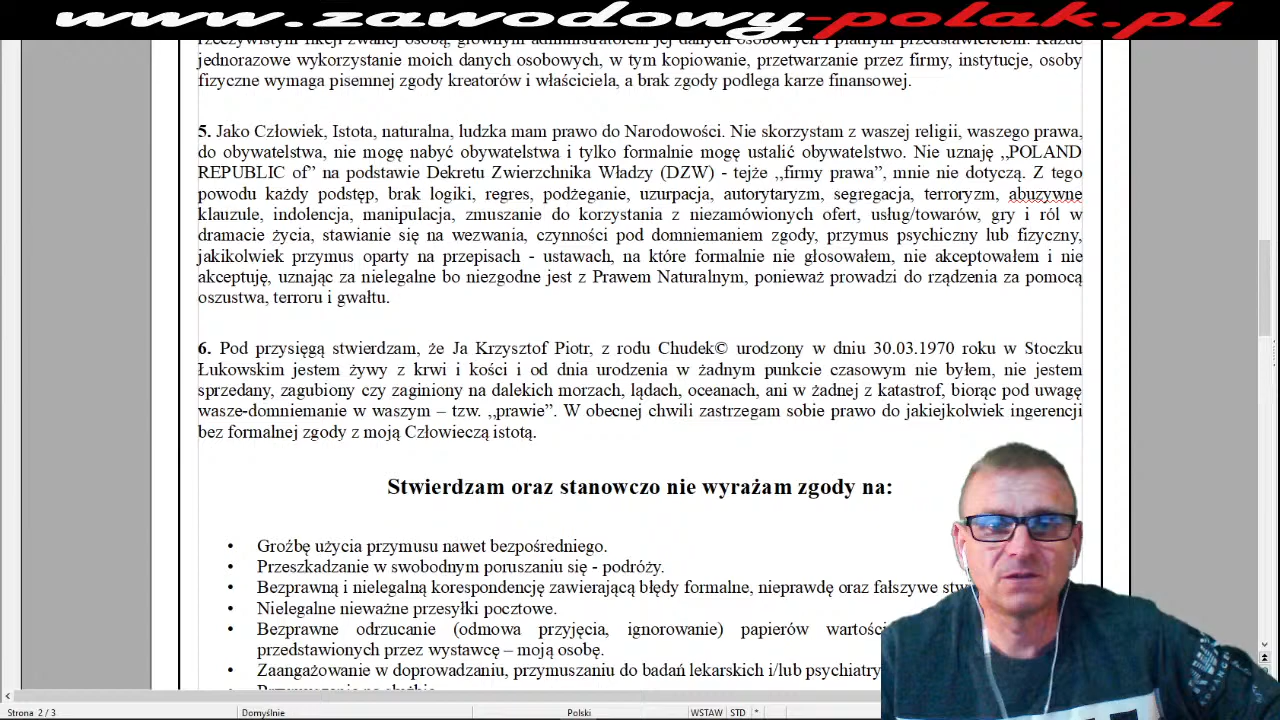 www.zawodowy-polak.pl
rzeczywistym fikcji zwanej osobą głównym administratorem jej danych osobowych i płatnym przedstawicielem. Każde
jednorazowe wykorzystanie moich danych osobowych, w tym kopiowanie, przetwarzanie przez firmy, instytucje, osoby
fizyczne wymaga pisemnej zgody kreatorów i właściciela, a brak zgody podlega karze finansowej.
5. Jako Człowiek, Istota, naturalna, ludzka mam prawo do Narodowości. Nie skorzystam z waszej religii, waszego prawa,
do obywatelstwa, nie mogę nabyć obywatelstwa i tylko formalnie mogę ustalić obywatelstwo. Nie uznaję ,,POLAND
REPUBLIC of” na podstawie Dekretu Zwierzchnika Władzy (DZW) - tejże ,,firmy prawa”, mnie nie dotyczą. Z tego
powodu każdy podstęp, brak logiki, regres, podżeganie, uzurpacja, autorytaryzm, segregacja, terroryzm, abuzywne
klauzule, indolencja, manipulacja, zmuszanie do korzystania z niezamówionych ofert, usług/towarów, gry i ról w
dramacie życia, stawianie się na wezwania, czynności pod domniemaniem zgody, przymus psychiczny lub fizyczny,
jakikolwiek przymus oparty na przepisach - ustawach, na które formalnie nie głosowałem, nie akceptowałem i nie
akceptuję, uznając za nielegalne bo niezgodne jest z Prawem Naturalnym, ponieważ prowadzi do rządzenia za pomocą
oszustwa, terroru i gwałtu.
6. Pod przysięgą stwierdzam, że Ja Krzysztof Piotr, z rodu Chudek© urodzony w dniu 30.03.1970 roku w Stoczku
Łukowskim jestem żywy z krwi i kości i od dnia urodzenia w żadnym punkcie czasowym nie byłem, nie jestem
sprzedany, zagubiony czy zaginiony na dalekich morzach, lądach, oceanach, ani w żadnej z katastrof, biorąc pod uwagę
wasze-domniemanie w waszym – tzw. ,,prawie”. W obecnej chwili zastrzegam sobie prawo do jakiejkolwiek ingerencji
bez formalnej zgody z moją Człowieczą istotą.
Stwierdzam oraz stanowczo nie wyrażam zgody na:
• Groźbę użycia przymusu nawet bezpośredniego.
• Przeszkadzanie w swobodnym poruszaniu się - podróży.
• Bezprawną i nielegalną korespondencję zawierającą błędy formalne, nieprawdę oraz fałszywe
• Nielegalne nieważne przesyłki pocztowe.
• Bezprawne odrzucanie (odmowa przyjęcia, ignorowanie) papierów
przedstawionych przez wystawcę – moją osobę.
• Zaangażowanie w doprowadzaniu, przymuszaniu do badań lekarskich i/lub
Strona 2 / 3 Domyślnie Polski WSTAW STD *